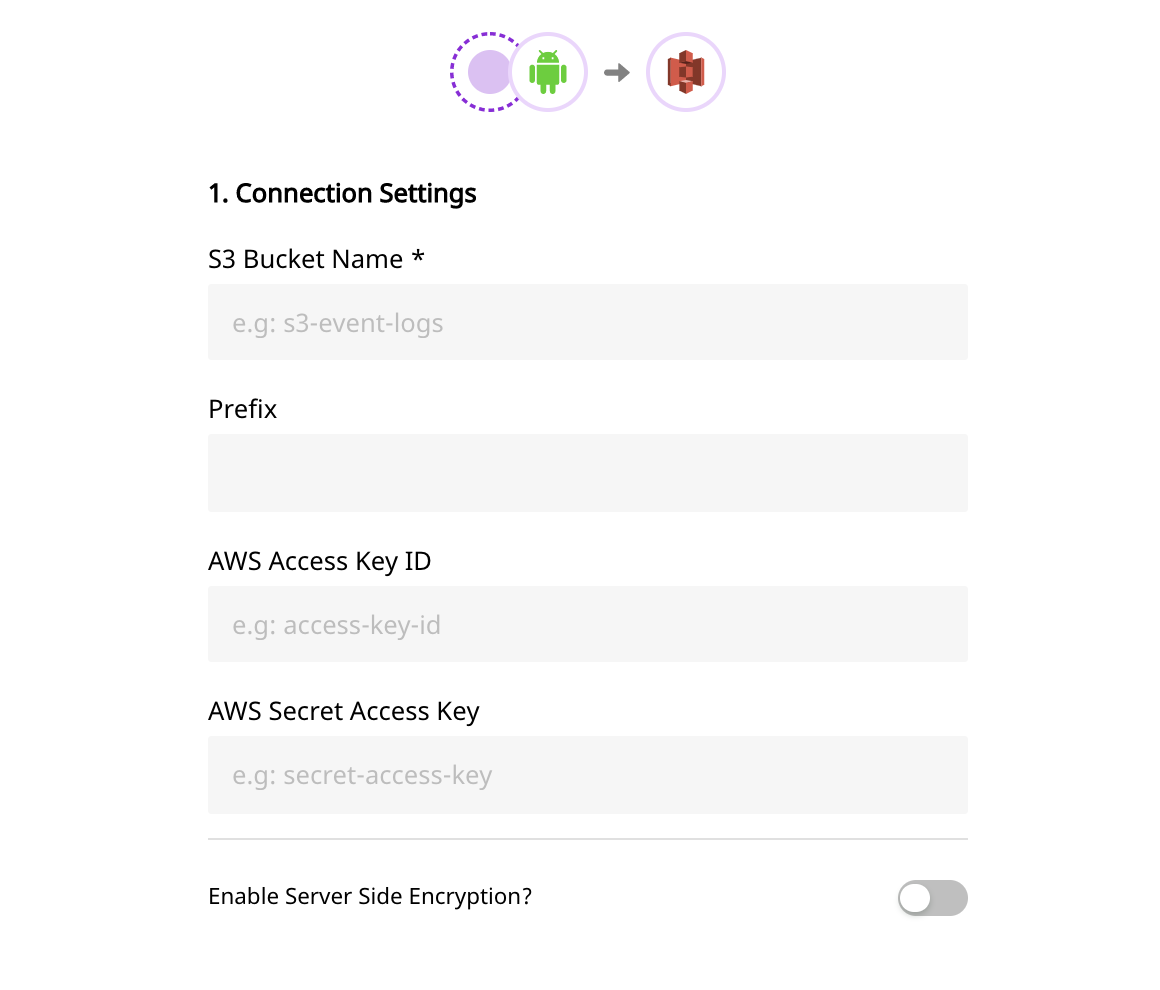 1. Connection Settings
S3 Bucket Name *
e.g: s3-event-logs
Prefix
AWS Access Key ID
e.g: access-key-id
AWS Secret Access Key
e.g: secret-access-key
Enable Server Side Encryption?